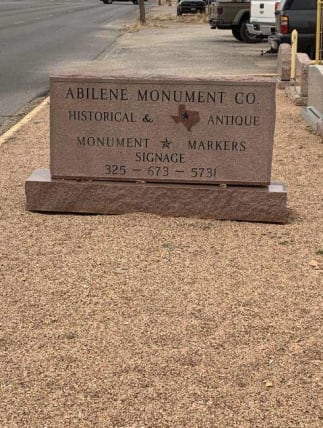 ABILENE MONUMENT CO.
HISTORICAL & ANTIQUE
MONUMENT MARKERS
SIGNAGE
325 - 673 - 5731